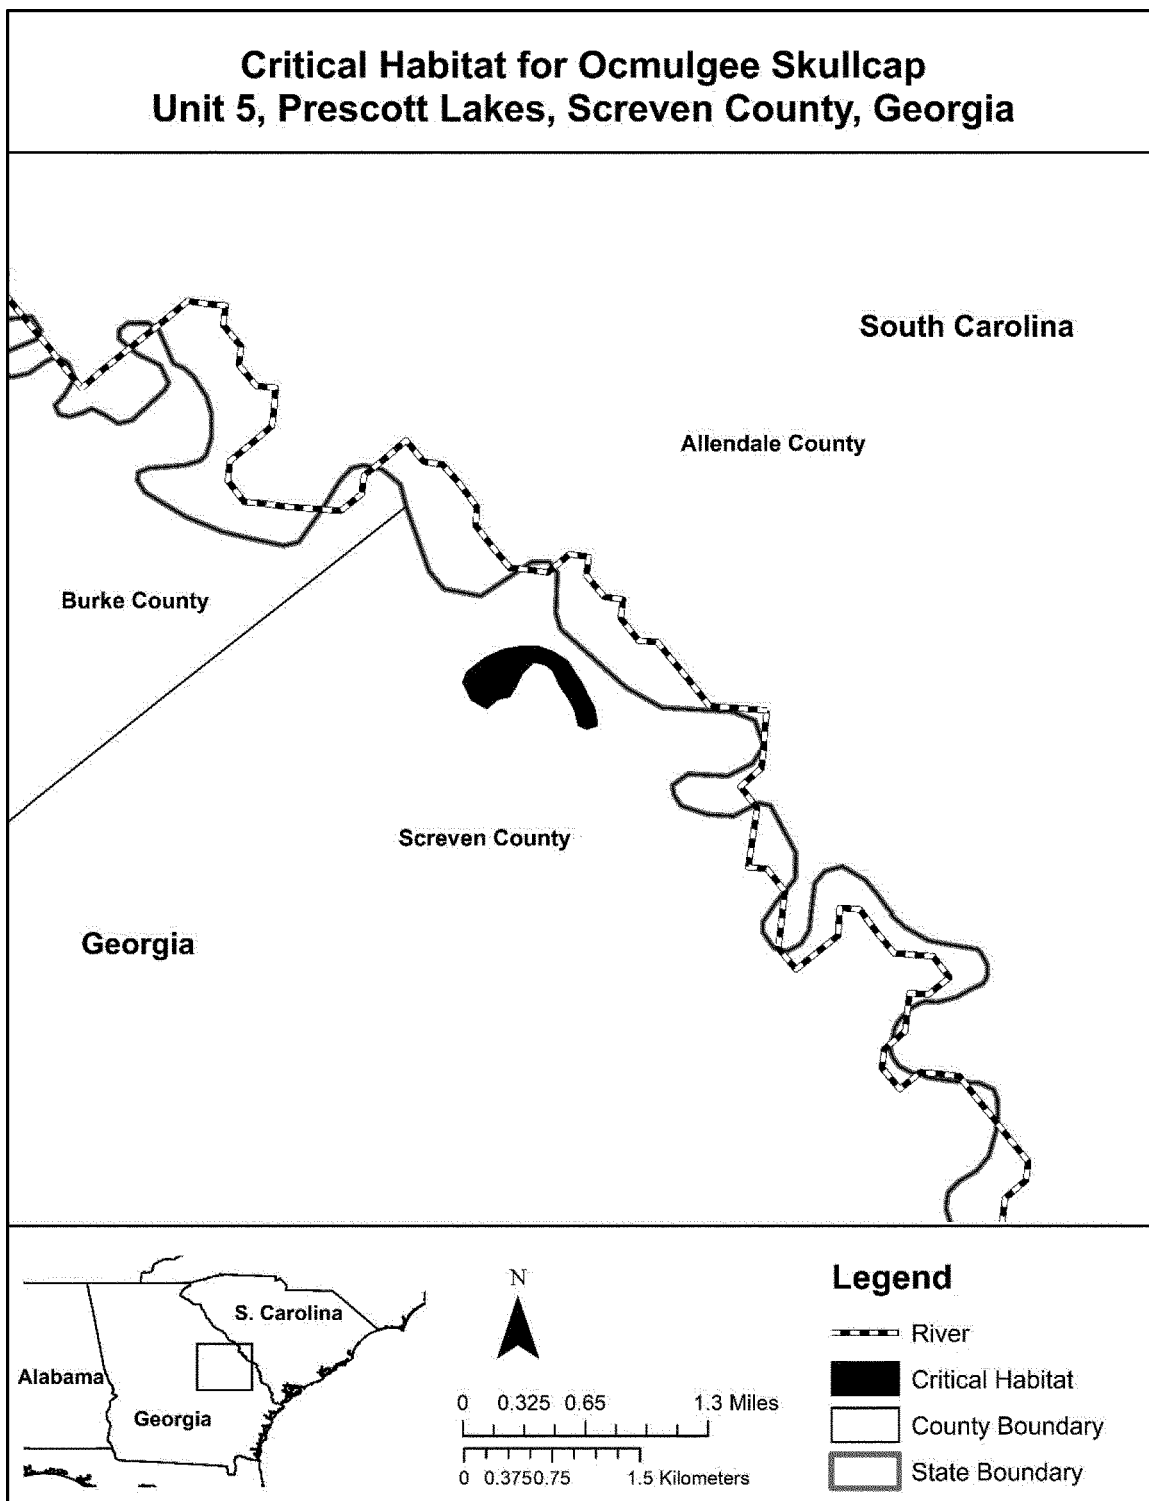 Critical Habitat for Ocmulgee Skullcap
Unit 5, Prescott Lakes, Screven County, Georgia
South Carolina
Allendale County
Burke County
Screven County
Georgia
S. Carolina
Alabama
Georgia
N
0 0.325 0.65 1.3 Miles
0 0.375 0.75 1.5 Kilometers
Legend
River
Critical Habitat
County Boundary
State Boundary